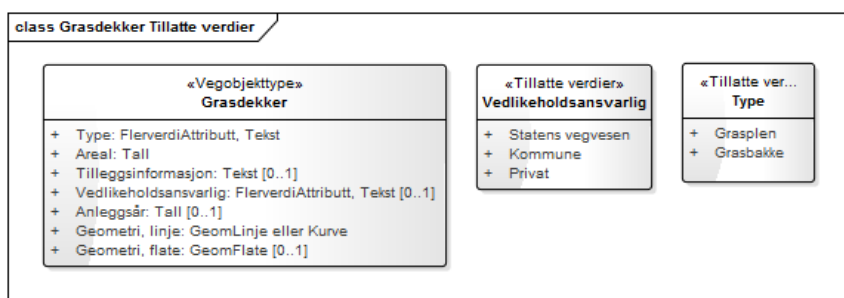 class Grasdekker Tillatte verdier
«Vegobjekttype»
Grasdekker
+ Type: FlerverdiAttributt, Tekst
+ Areal: Tall
+ Tilleggsinformasjon: Tekst [0..1]
+ Vedlikeholdsansvarlig: FlerverdiAttributt, Tekst [0..1]
+ Anleggsår: Tall [0..1]
+ Geometri, linje: GeomLinje eller Kurve
+ Geometri, flate: GeomFlate [0..1]
«Tillatte verdier»
Vedlikeholdsansvarlig
+ Statens vegvesen
+ Kommune
+ Privat
«Tillatte ver...
Type
+ Grasplen
+ Grasbakke